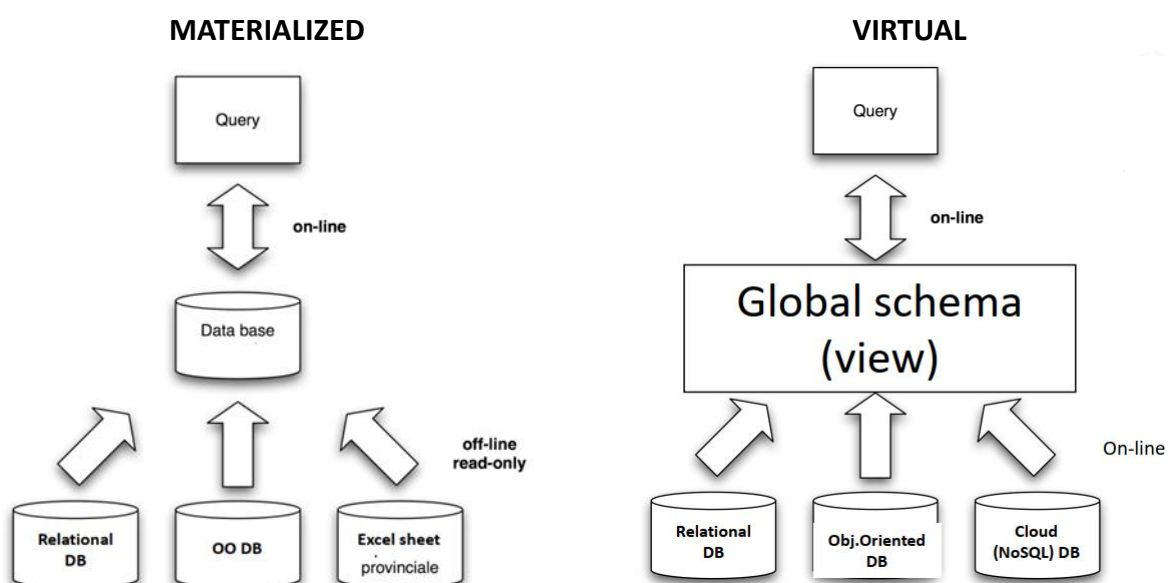 MATERIALIZED
Query
on-line
Data base
off-line
read-only
Relational
DB
OO DB
Excel sheet
provinciale
VIRTUAL
Query
on-line
Global schema
(view)
On-line
Relational
DB
Obj.Oriented
DB
Cloud
(NoSQL) DB